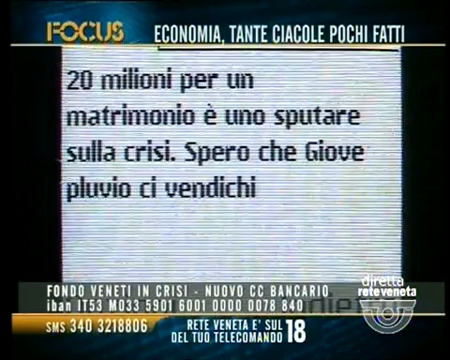 FOCUS
ECONOMIA, TANTE CIACOLE POCHI FATTI
20 milioni per un
matrimonio è uno sputare
sulla crisi. Spero che Giove
pluvio ci vendichi
FONDO VENETI IN CRISI - NUOVO CC BANCARIO
iban IT53 M033 5901 6001 0000 0078 840
diretta
reteveneta
SMS 340 3218806
RETE VENETA E' SUL
DEL TUO TELECOMANDO
18